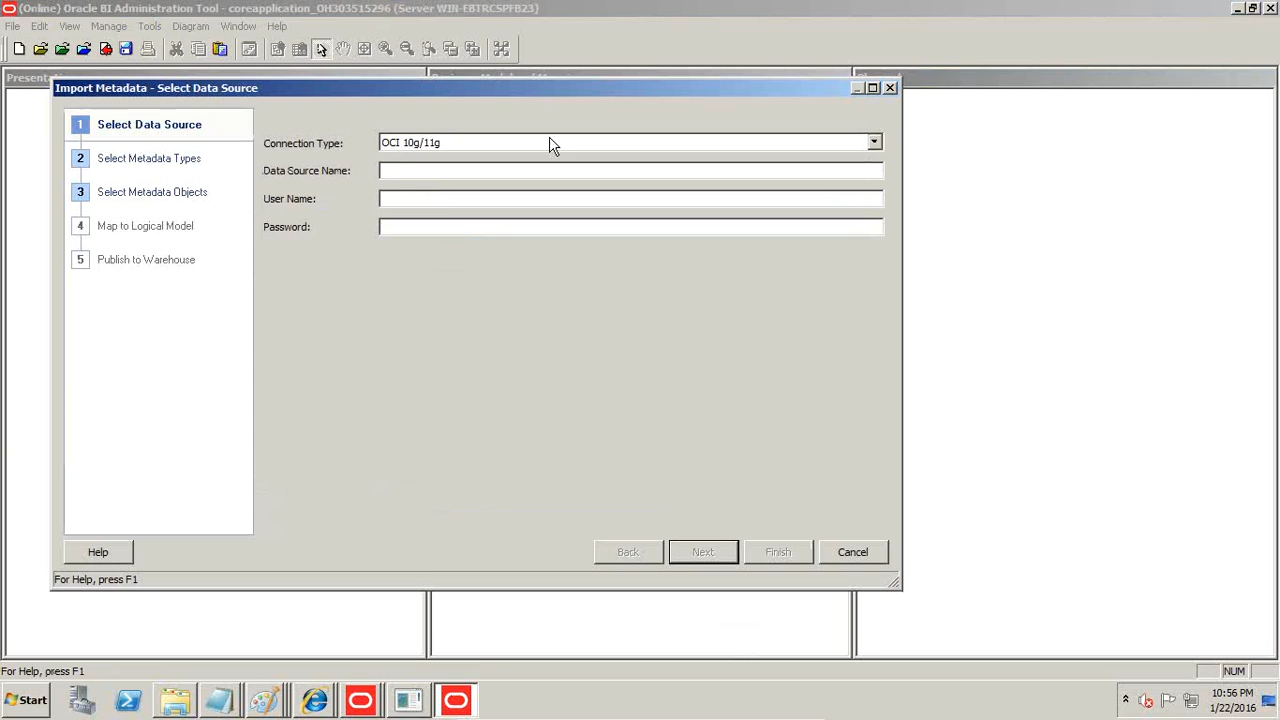 (Online) Oracle BI Administration Tool - coreapplication_OH303515296 (Server WIN-EBTRCSPFB23)
File Edit View Manage Tools Diagram Window Help
Import Metadata - Select Data Source
1 Select Data Source
2 Select Metadata Types
3 Select Metadata Objects
4 Map to Logical Model
5 Publish to Warehouse
Connection Type: OCI 10g/11g
Data Source Name:
User Name:
Password:
Help Back Next Finish Cancel
For Help, press F1
For Help, press F1 NUM
Start 10:56 PM
1/22/2016